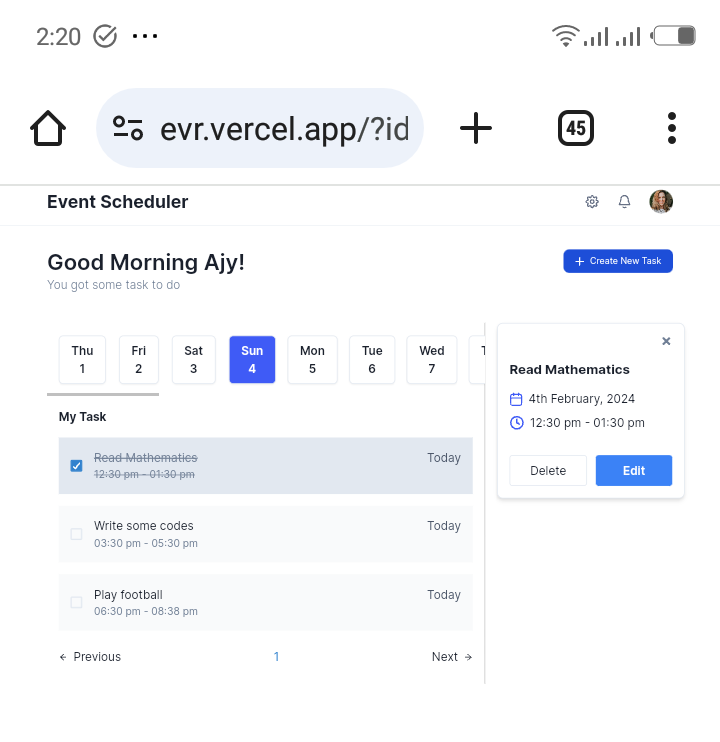 2:20
evr.vercel.app/?id
45
Event Scheduler
Good Morning Ajy!
You got some task to do
+ Create New Task
Thu Fri Sat Sun Mon Tue Wed T
1 2 3 4 5 6 7
My Task
Read Mathematics Today
12:30 pm - 01:30 pm
Write some codes Today
03:30 pm - 05:30 pm
Play football Today
06:30 pm - 08:38 pm
← Previous 1 Next →
×
Read Mathematics
4th February, 2024
12:30 pm - 01:30 pm
Delete Edit